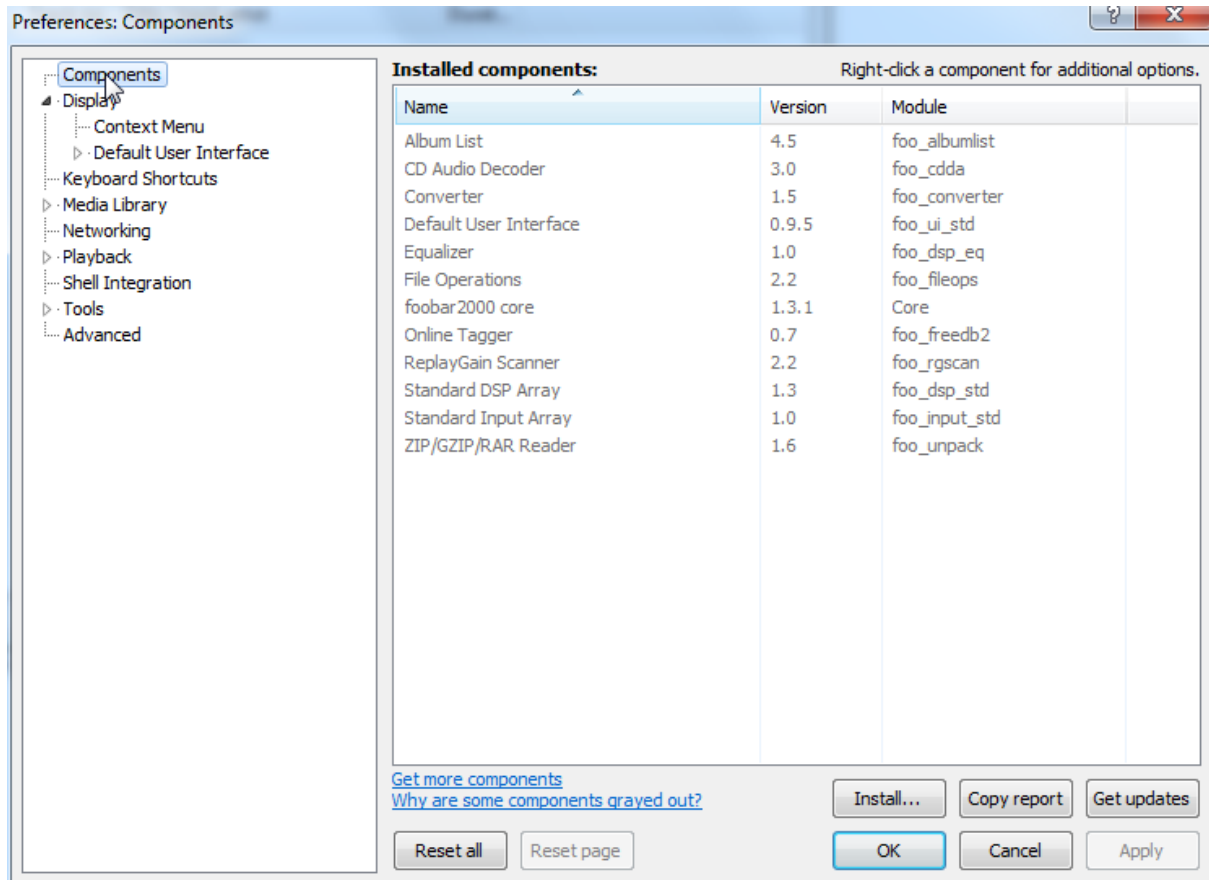 Preferences: Components
Components
Display
Context Menu
Default User Interface
Keyboard Shortcuts
Media Library
Networking
Playback
Shell Integration
Tools
Advanced
Installed components: Right-click a component for additional options.
Name Version Module
Album List 4.5 foo_albumlist
CD Audio Decoder 3.0 foo_cdda
Converter 1.5 foo_converter
Default User Interface 0.9.5 foo_ui_std
Equalizer 1.0 foo_dsp_eq
File Operations 2.2 foo_fileops
foobar2000 core 1.3.1 Core
Online Tagger 0.7 foo_freedb2
ReplayGain Scanner 2.2 foo_rgscan
Standard DSP Array 1.3 foo_dsp_std
Standard Input Array 1.0 foo_input_std
ZIP/GZIP/RAR Reader 1.6 foo_unpack
Get more components
Why are some components grayed out?
Install... Copy report Get updates
Reset all Reset page OK Cancel Apply